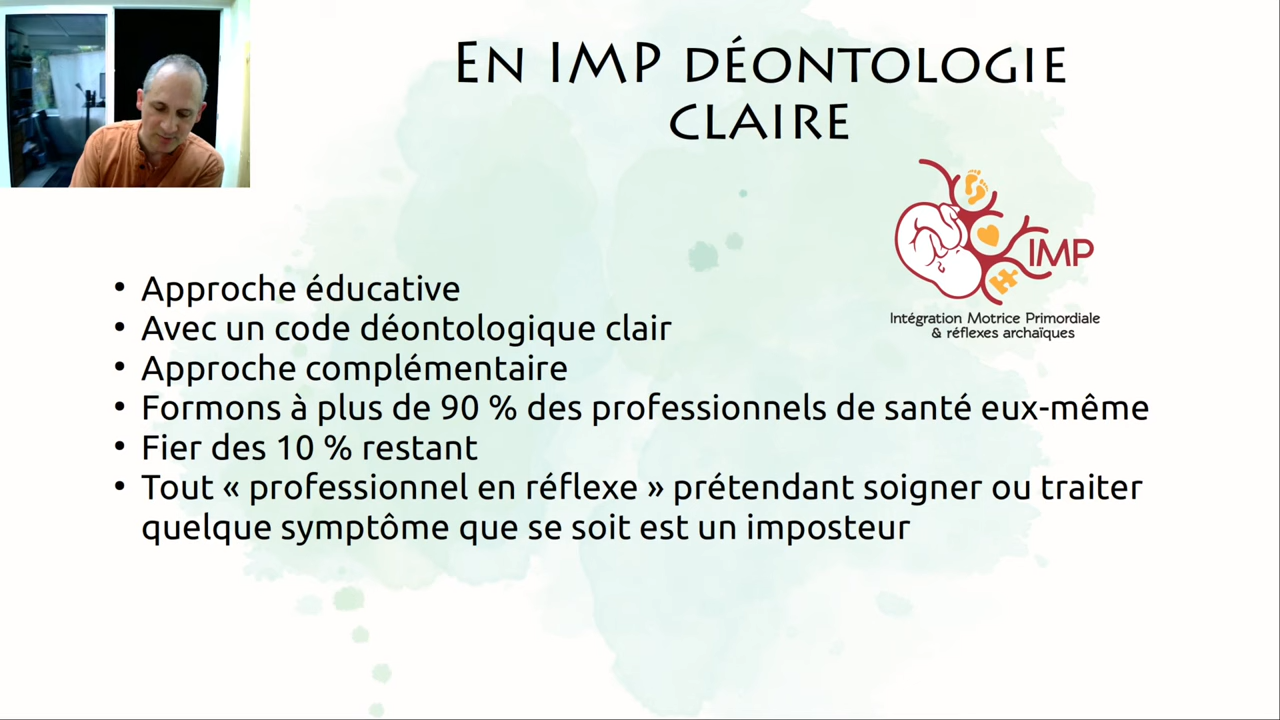 En IMP déontologie
claire
IMP
Intégration Motrice Primordiale
& réflexes archaïques
• Approche éducative
• Avec un code déontologique clair
• Approche complémentaire
• Formons à plus de 90 % des professionnels de santé eux-même
• Fier des 10 % restant
• Tout « professionnel en réflexe » prétendant soigner ou traiter
quelque symptôme que se soit est un imposteur